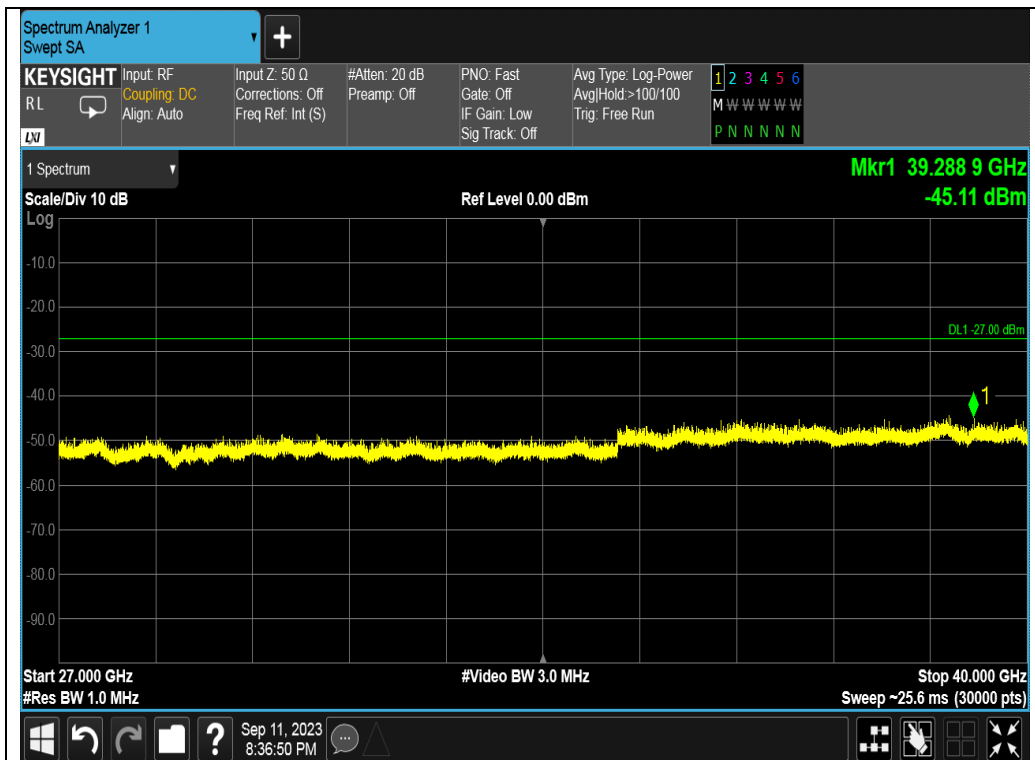 Spectrum Analyzer 1
Swept SA
+
KEYSIGHT
RL
LXI
Input: RF
Coupling: DC
Align: Auto
Input Z: 50 Ω
Corrections: Off
Freq Ref: Int (S)
#Atten: 20 dB
Preamp: Off
PNO: Fast
Gate: Off
IF Gain: Low
Sig Track: Off
Avg Type: Log-Power
Avg|Hold:>100/100
Trig: Free Run
1 2 3 4 5 6
M W W W W W
P N N N N N
1 Spectrum
Mkr1 39.288 9 GHz
-45.11 dBm
Scale/Div 10 dB
Ref Level 0.00 dBm
Log
-10.0
-20.0
DL1 -27.00 dBm
-30.0
-40.0
1
-50.0
-60.0
-70.0
-80.0
-90.0
Start 27.000 GHz
#Video BW 3.0 MHz
Stop 40.000 GHz
#Res BW 1.0 MHz
Sweep ~25.6 ms (30000 pts)
?
Sep 11, 2023
8:36:50 PM